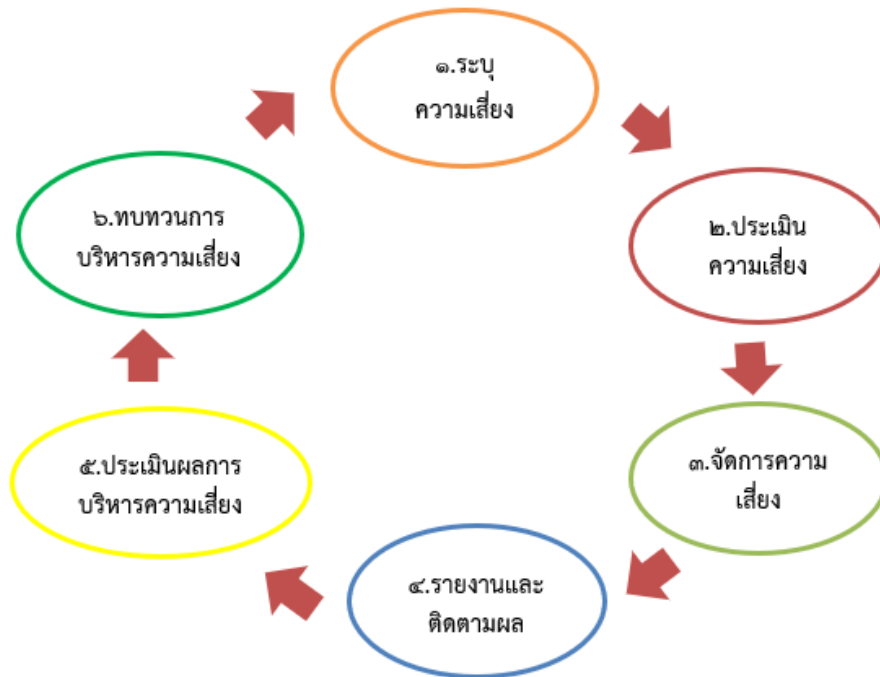 ๑.ระบุ
ความเสี่ยง
๒.ประเมิน
ความเสี่ยง
๓.จัดการความ
เสี่ยง
๔.รายงานและ
ติดตามผล
๕.ประเมินผลการ
บริหารความเสี่ยง
๖.ทบทวนการ
บริหารความเสี่ยง